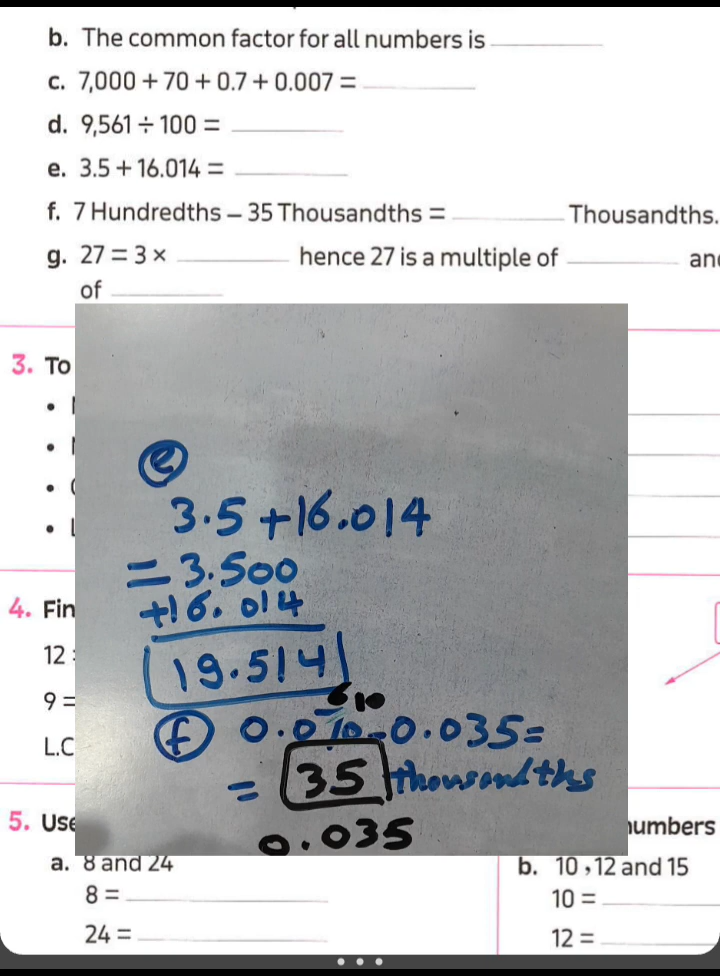 b. The common factor for all numbers is
c. 7,000 + 70 + 0.7 + 0.007 =
d. 9,561 ÷ 100 =
e. 3.5 + 16.014 =
f. 7 Hundredths – 35 Thousandths = Thousandths.
g. 27 = 3 × hence 27 is a multiple of
of
3. To
e
3.5 + 16.014
= 3.500
+16.014
19.514
6 10
f 0.070 - 0.035 =
= 35 thousandths
0.035
4. Fin
12
9 =
L.C
5. Use
a. 8 and 24
8 =
24 =
b. 10 , 12 and 15
10 =
12 =